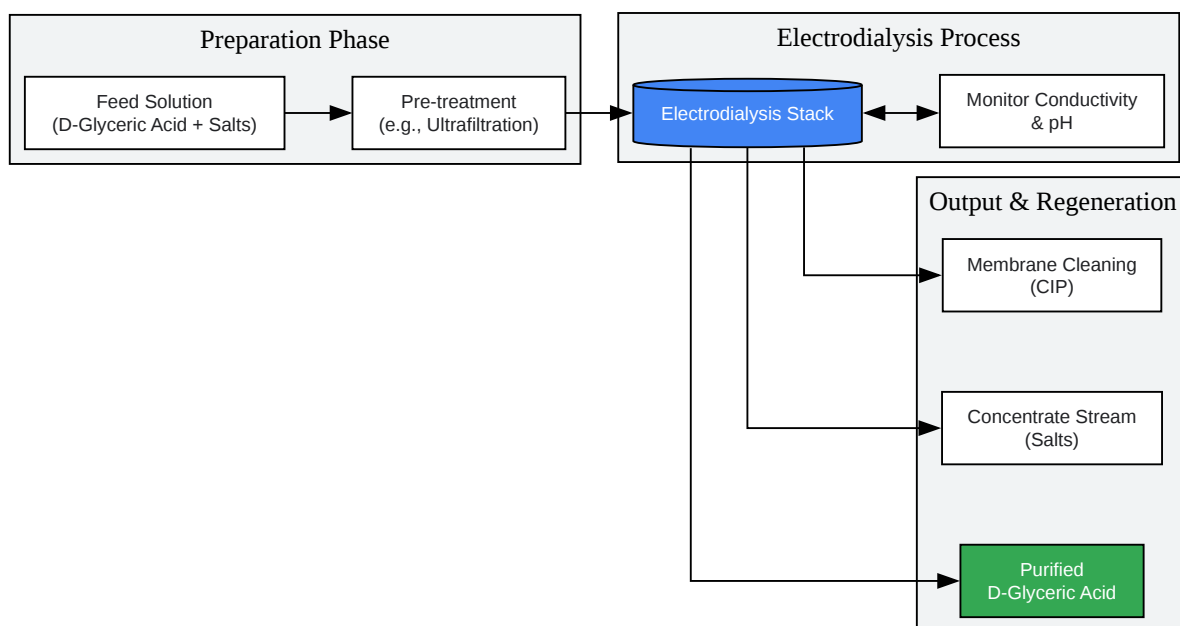 Preparation Phase
Feed Solution
(D-Glyceric Acid + Salts)
Pre-treatment
(e.g., Ultrafiltration)
Electrodialysis Process
Electrodialysis Stack
Monitor Conductivity
& pH
Output & Regeneration
Membrane Cleaning
(CIP)
Concentrate Stream
(Salts)
Purified
D-Glyceric Acid